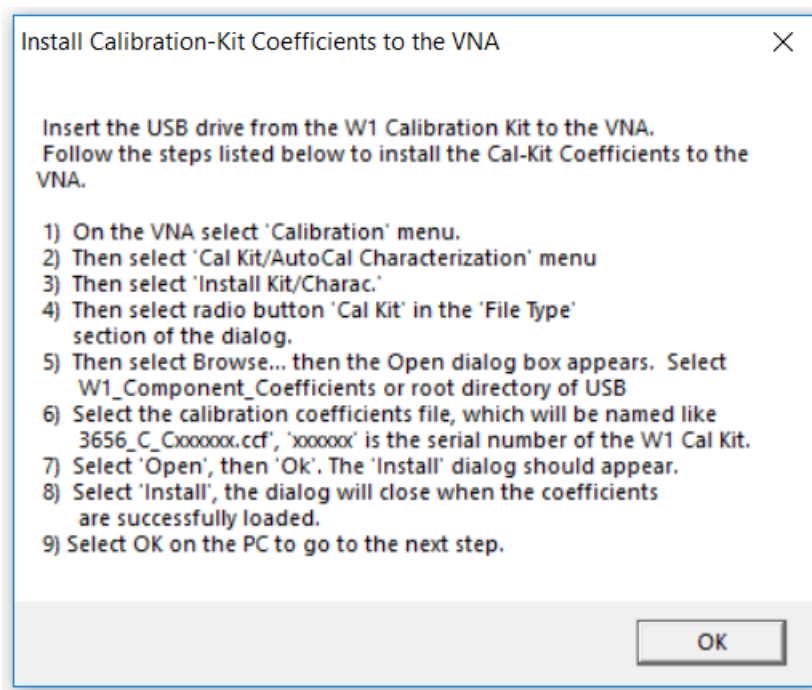 Install Calibration-Kit Coefficients to the VNA
Insert the USB drive from the W1 Calibration Kit to the VNA.
Follow the steps listed below to install the Cal-Kit Coefficients to the
VNA.
1) On the VNA select 'Calibration' menu.
2) Then select 'Cal Kit/AutoCal Characterization' menu
3) Then select 'Install Kit/Charac.'
4) Then select radio button 'Cal Kit' in the 'File Type'
section of the dialog.
5) Then select Browse... then the Open dialog box appears. Select
W1_Component_Coefficients or root directory of USB
6) Select the calibration coefficients file, which will be named like
3656_C_Cxxxxxx.ccf', 'xxxxxx' is the serial number of the W1 Cal Kit.
7) Select 'Open', then 'Ok'. The 'Install' dialog should appear.
8) Select 'Install', the dialog will close when the coefficients
are successfully loaded.
9) Select OK on the PC to go to the next step.
OK